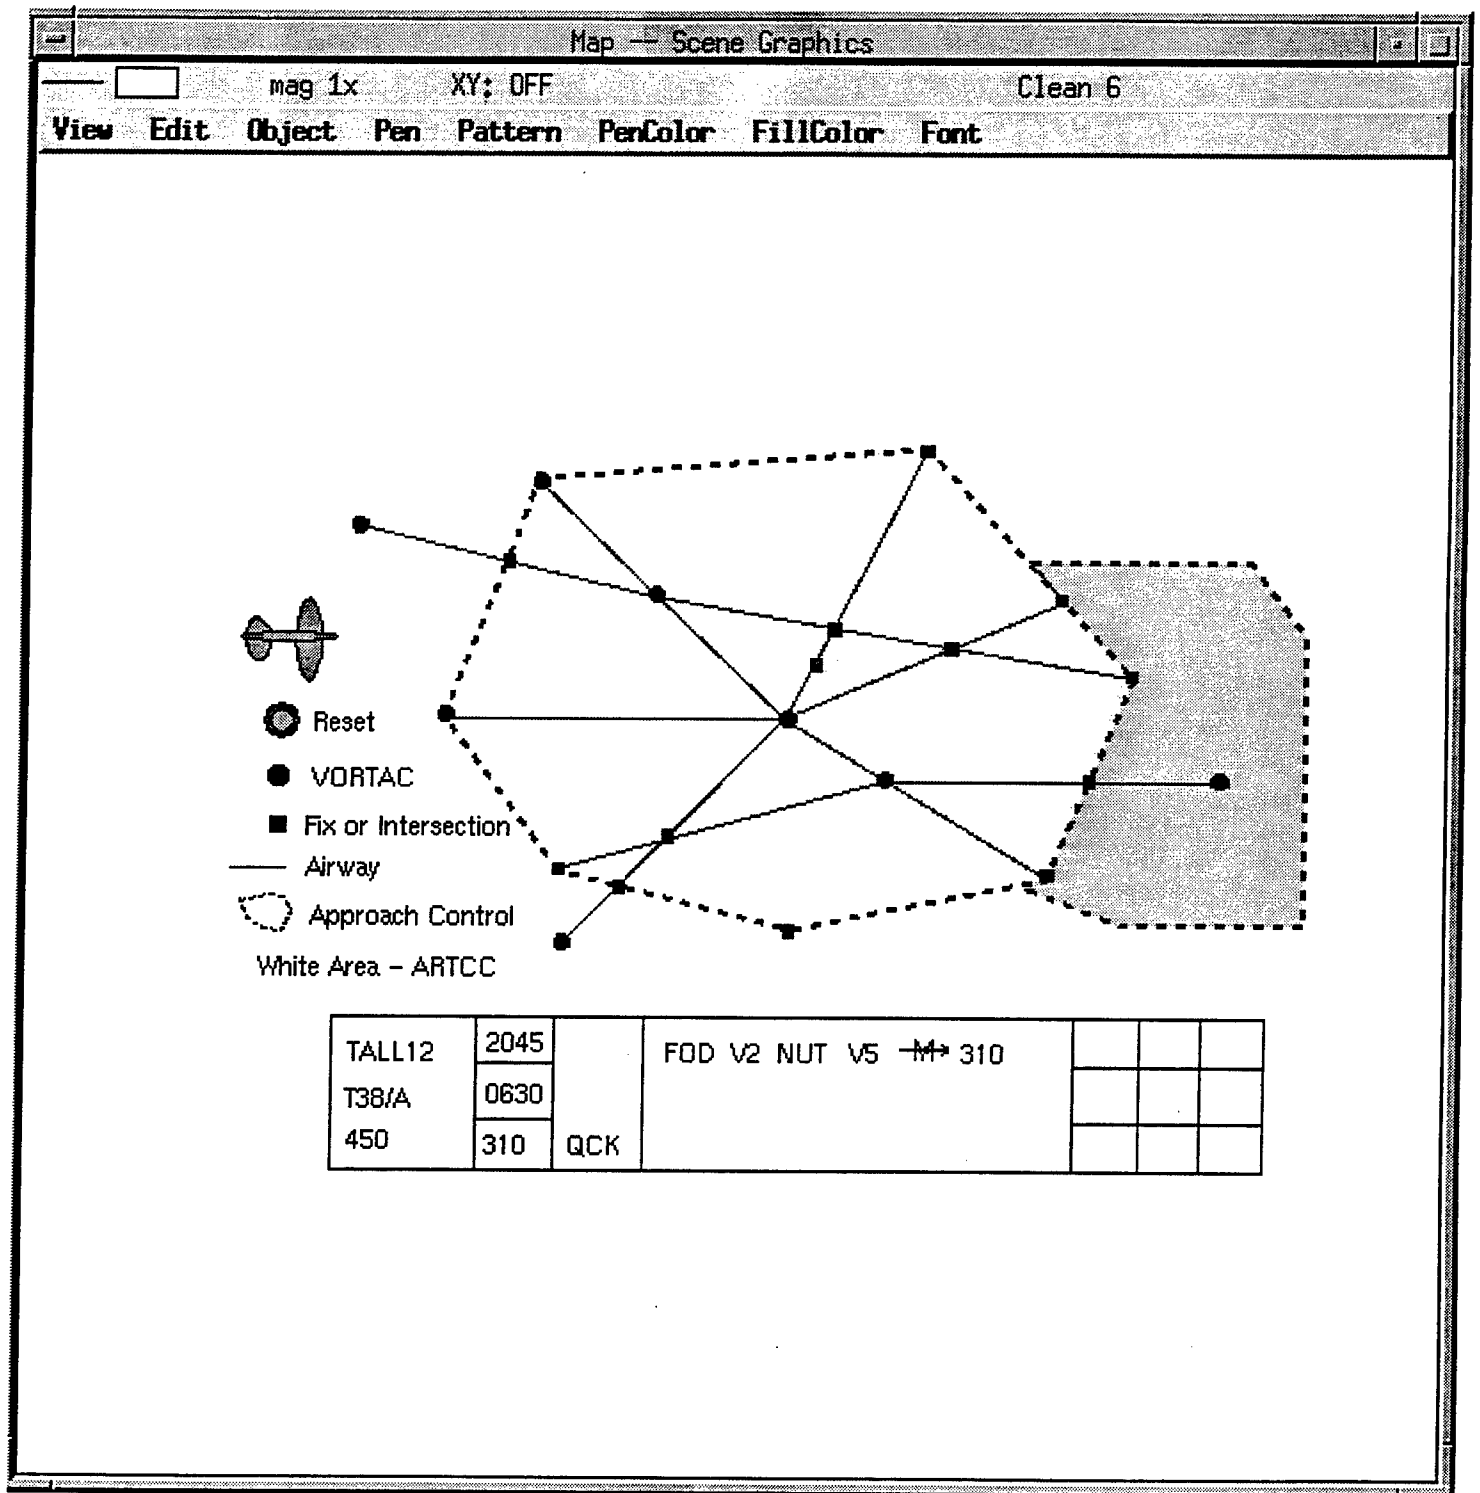 Map -- Scene Graphics
mag 1x XY: OFF Clean 6
View Edit Object Pen Pattern PenColor FillColor Font
Reset
VORTAC
Fix or Intersection
Airway
Approach Control
White Area - ARTCC
TALL12
T38/A
450
2045
0630
310
QCK
FOD V2 NUT V5 M 310